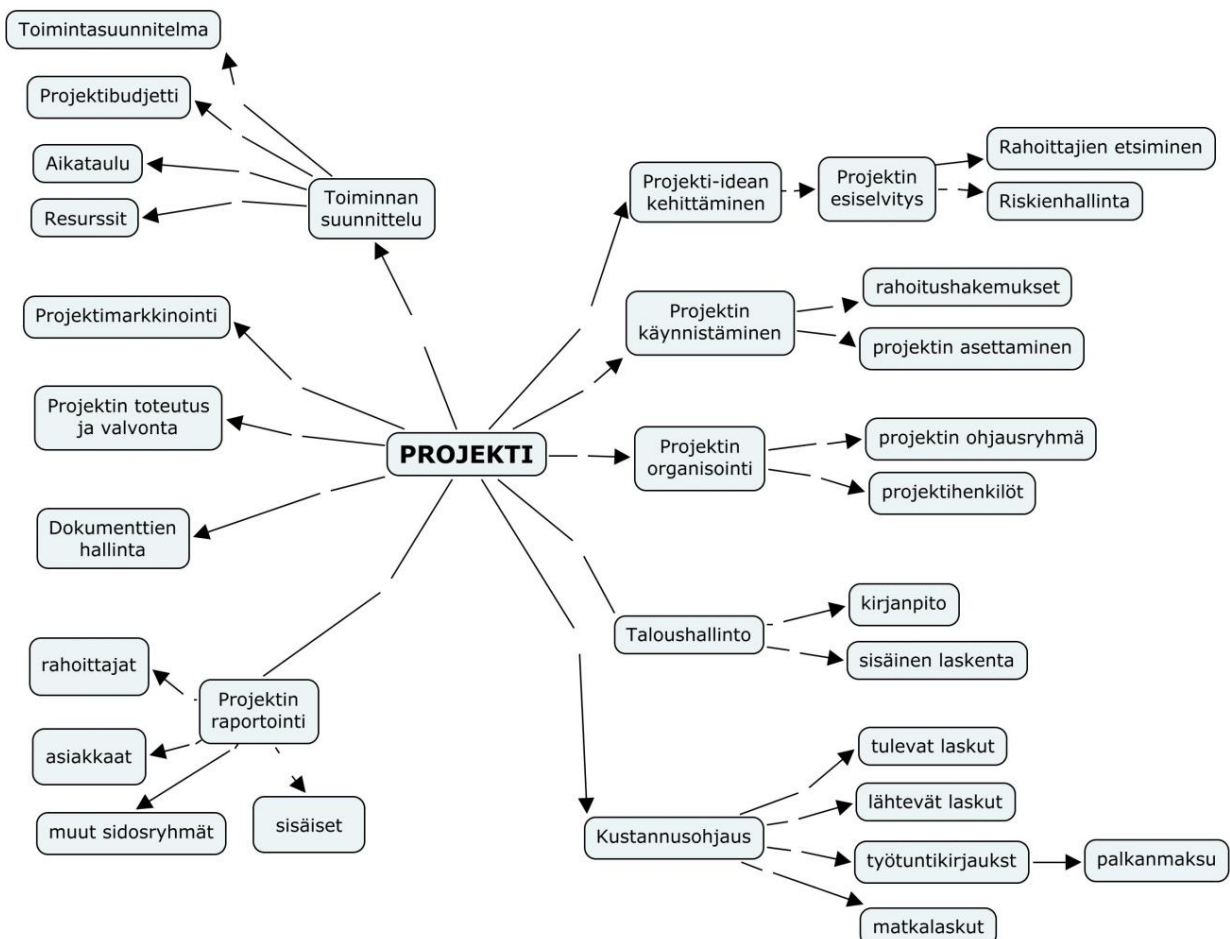 Toimintasuunnitelma
Projektibudjetti
Aikataulu
Resurssit
Toiminnan
suunnittelu
Projekti-idean
kehittäminen
Projektin
esiselvitys
Rahoittajien etsiminen
Riskienhallinta
Projektimarkkinointi
Projektin
käynnistäminen
rahoitushakemukset
projektin asettaminen
Projektin toteutus
ja valvonta
PROJEKTI
Projektin
organisointi
projektin ohjausryhmä
projektihenkilöt
Dokumenttien
hallinta
Taloushallinto
kirjanpito
sisäinen laskenta
rahoittajat
Projektin
raportointi
asiakkaat
muut sidosryhmät
sisäiset
Kustannusohjaus
tulevat laskut
lähtevät laskut
työtuntikirjaukst
palkanmaksu
matkalaskut